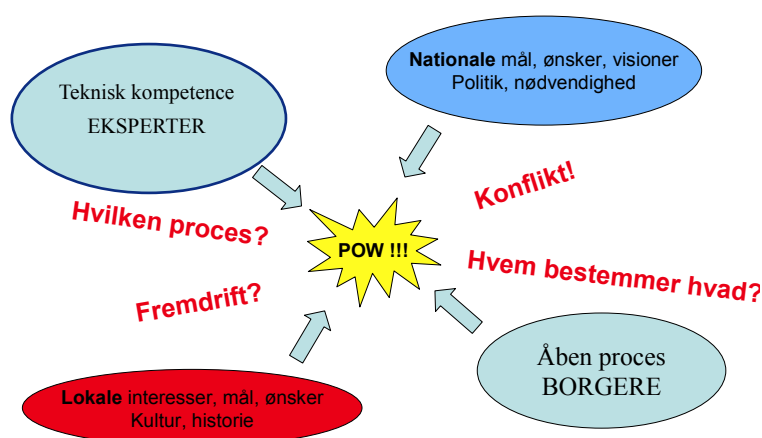 Teknisk kompetence
EKSPERTER
Nationale mål, ønsker, visioner
Politik, nødvendighed
Konflikt!
Hvilken proces?
POW !!!
Hvem bestemmer hvad?
Fremdrift?
Åben proces
BORGERE
Lokale interesser, mål, ønsker
Kultur, historie